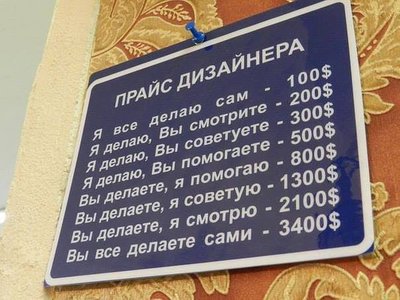 ПРАЙС ДИЗАЙНЕРА
Я все делаю сам - 100$
Я делаю, Вы смотрите - 200$
Я делаю, Вы советуете - 300$
Я делаю, Вы помогаете - 500$
Вы делаете, я помогаю - 800$
Вы делаете, я советую - 1300$
Вы делаете, я смотрю - 2100$
Вы все делаете сами - 3400$